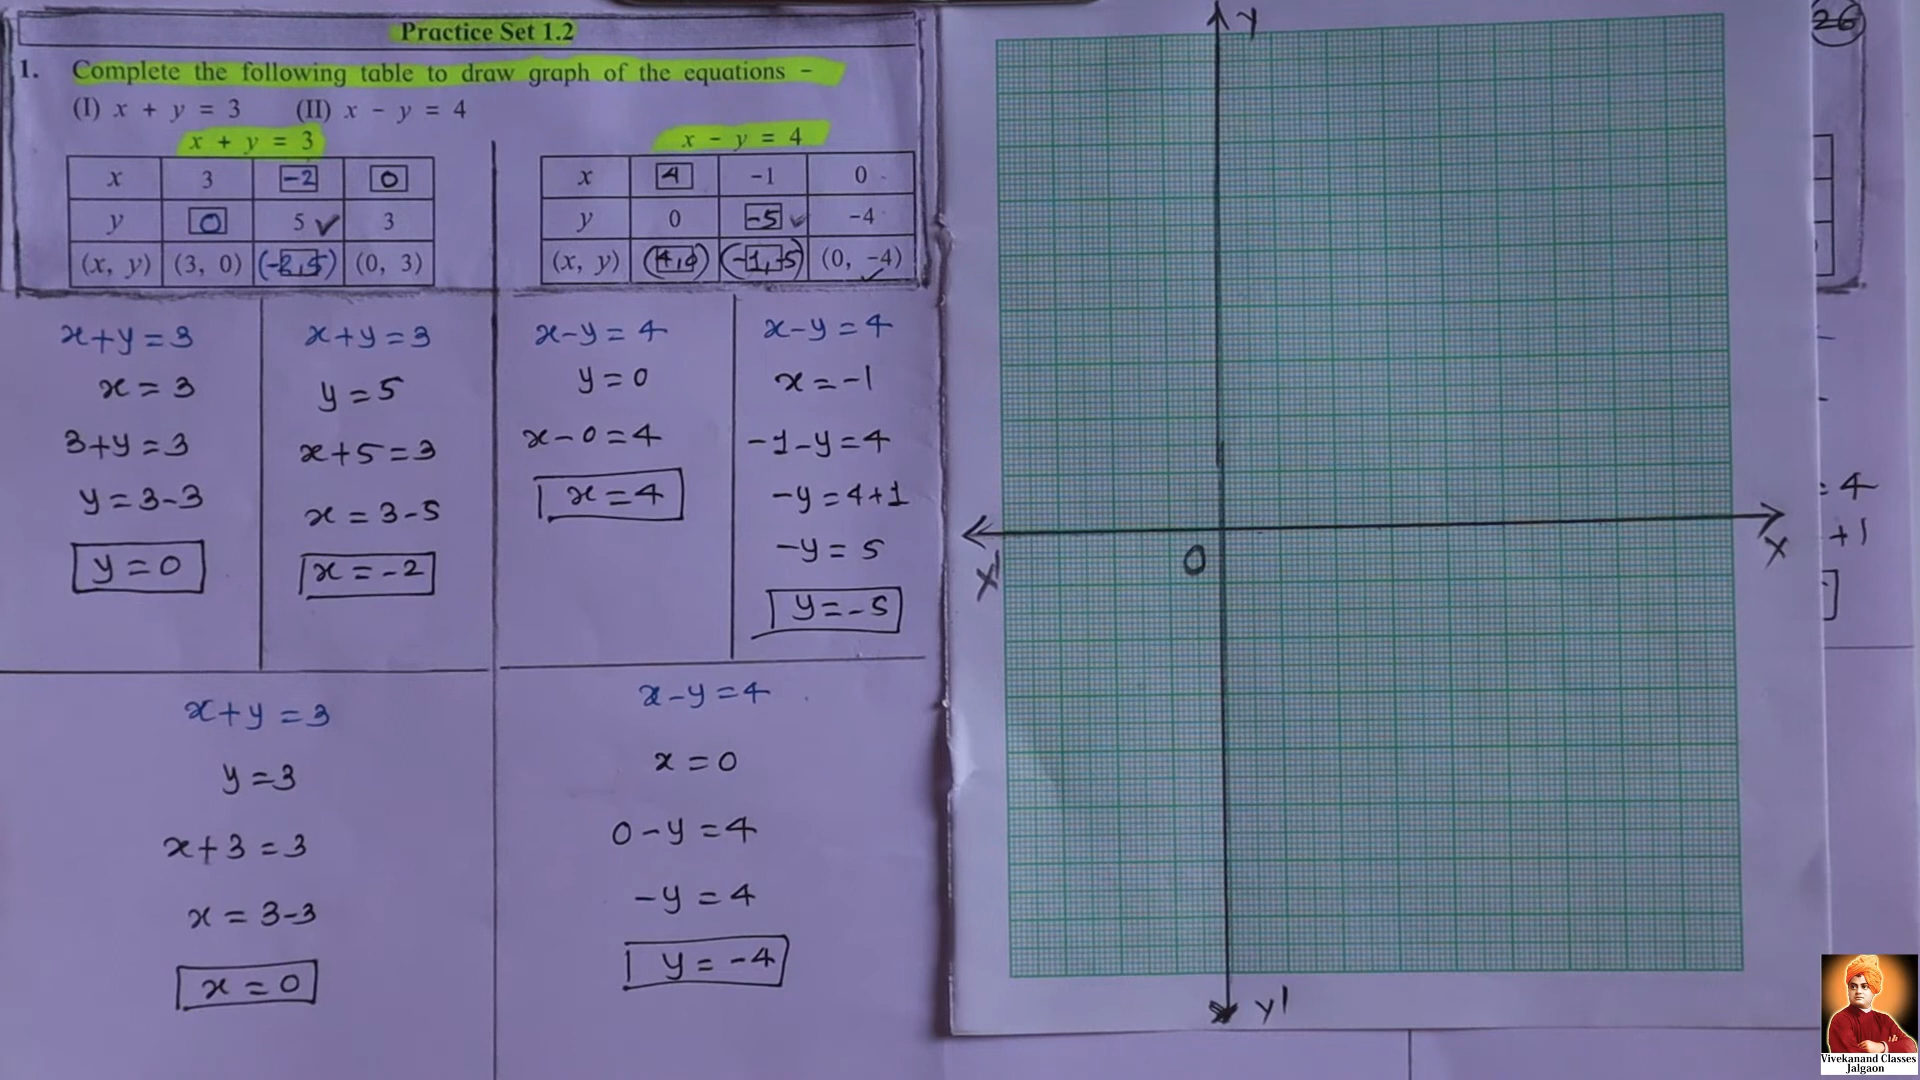 Practice Set 1.2
1. Complete the following table to draw graph of the equations –
(I) x + y = 3 (II) x – y = 4
x + y = 3
x 3 -2 0
y 0 5 ✓ 3
(x, y) (3, 0) (-2,5) (0, 3)
x – y = 4
x 4 –1 0
y 0 -5 ✓ –4
(x, y) (4,0) (-1,-5) (0, –4) ✓
x+y=3
x=3
3+y=3
y=3-3
y=0
x+y=3
y=5
x+5=3
x=3-5
x=-2
x-y=4
y=0
x-0=4
x=4
x-y=4
x=-1
-1-y=4
-y=4+1
-y=5
y=-5
x+y=3
y=3
x+3=3
x=3-3
x=0
x-y=4
x=0
0-y=4
-y=4
y=-4
Y
X'
O
X
Y'
26
=4
+1
Vivekanand Classes
Jalgaon